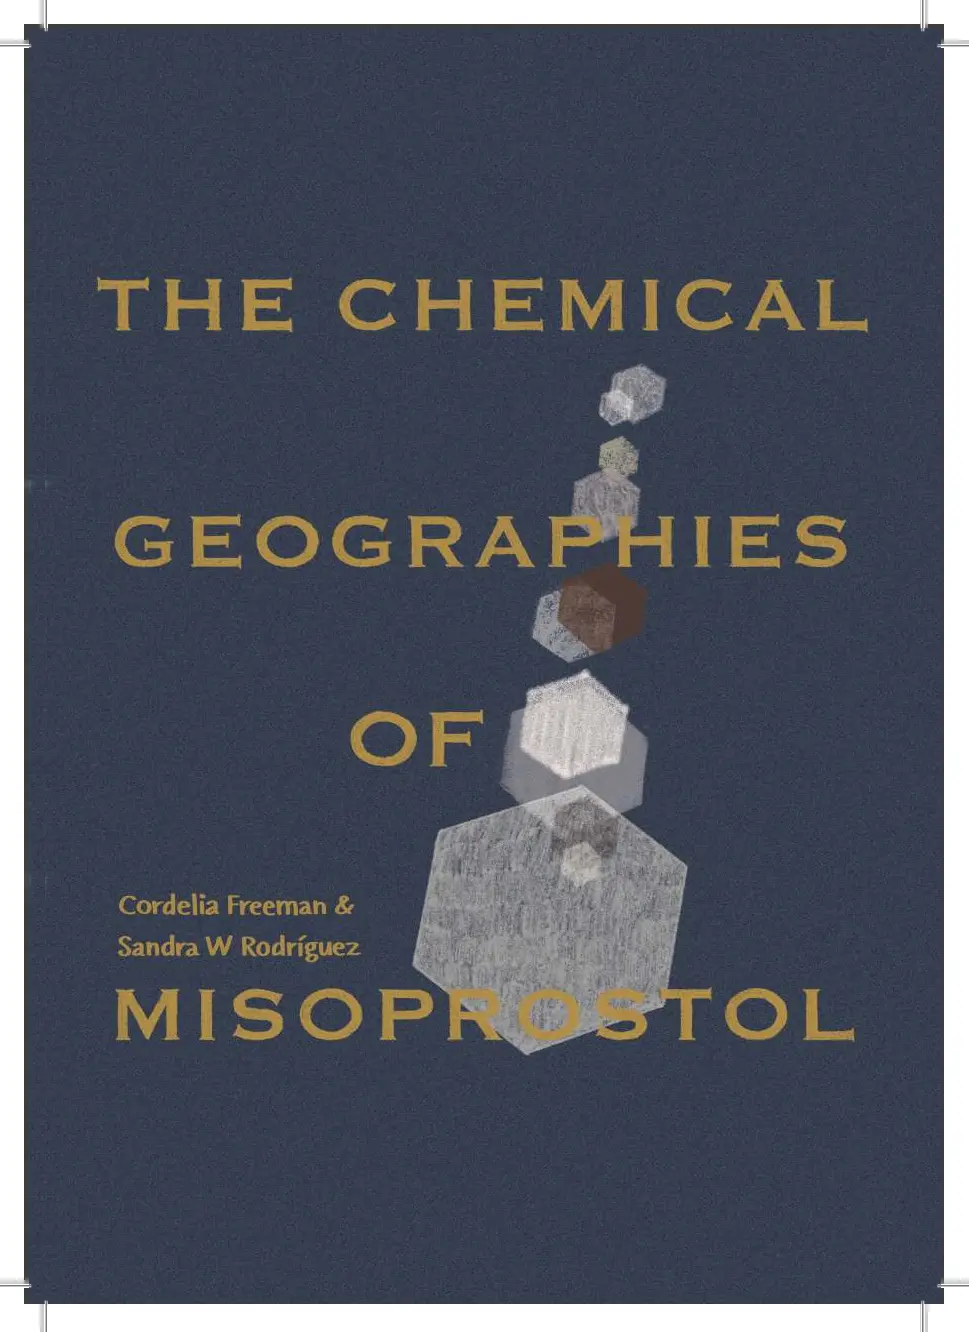 THE CHEMICAL
GEOGRAPHIES
OF
Cordelia Freeman &
Sandra W Rodríguez
MISOPROSTOL